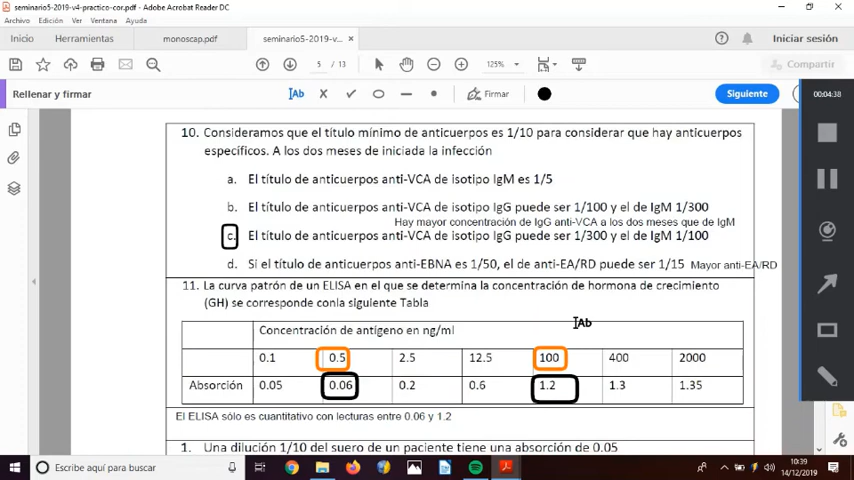 seminario5-2019-v4-practico-cor.pdf - Adobe Acrobat Reader DC
Archivo Edición Ver Ventana Ayuda
Inicio Herramientas monoscap.pdf seminario5-2019-v... × Iniciar sesión
5 / 13 125% Compartir
Rellenar y firmar Ab Firmar Siguiente 00:04:38
10. Consideramos que el título mínimo de anticuerpos es 1/10 para considerar que hay anticuerpos
específicos. A los dos meses de iniciada la infección
a. El título de anticuerpos anti-VCA de isotipo IgM es 1/5
b. El título de anticuerpos anti-VCA de isotipo IgG puede ser 1/100 y el de IgM 1/300
Hay mayor concentración de IgG anti-VCA a los dos meses que de IgM
c. El título de anticuerpos anti-VCA de isotipo IgG puede ser 1/300 y el de IgM 1/100
d. Si el título de anticuerpos anti-EBNA es 1/50, el de anti-EA/RD puede ser 1/15 Mayor anti-EA/RD
11. La curva patrón de un ELISA en el que se determina la concentración de hormona de crecimiento
(GH) se corresponde conla siguiente Tabla
Ab
Concentración de antígeno en ng/ml
0.1 0.5 2.5 12.5 100 400 2000
Absorción 0.05 0.06 0.2 0.6 1.2 1.3 1.35
El ELISA sólo es cuantitativo con lecturas entre 0.06 y 1.2
1. Una dilución 1/10 del suero de un paciente tiene una absorción de 0.05
Escribe aquí para buscar
10:39
14/12/2019